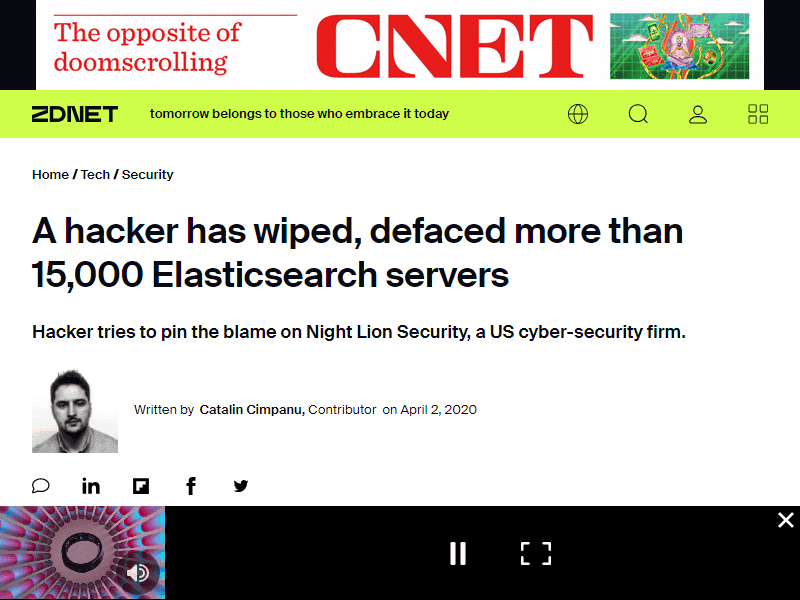 The opposite of
doomscrolling
CNET
ZDNET
tomorrow belongs to those who embrace it today
Home / Tech / Security
A hacker has wiped, defaced more than
15,000 Elasticsearch servers
Hacker tries to pin the blame on Night Lion Security, a US cyber-security firm.
Written by Catalin Cimpanu, Contributor on April 2, 2020